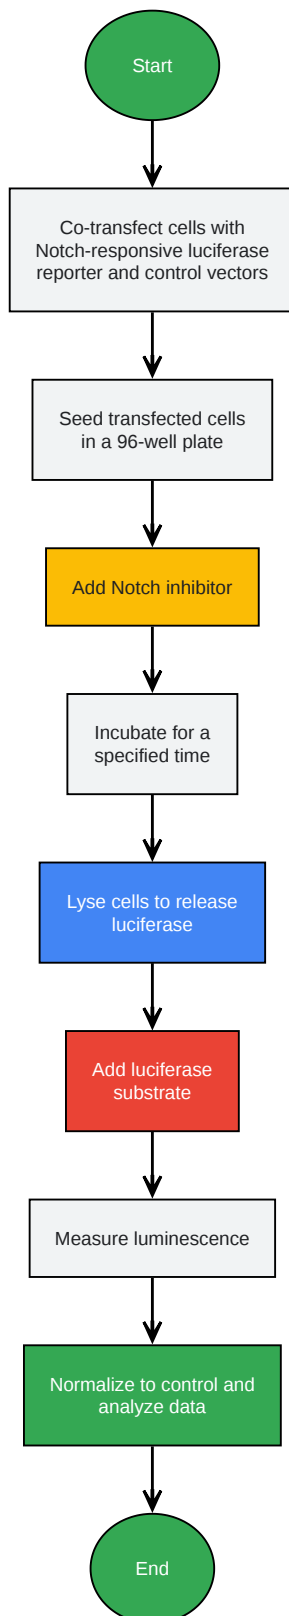 Start
Co-transfect cells with
Notch-responsive luciferase
reporter and control vectors
Seed transfected cells
in a 96-well plate
Add Notch inhibitor
Incubate for a
specified time
Lyse cells to release
luciferase
Add luciferase
substrate
Measure luminescence
Normalize to control and
analyze data
End